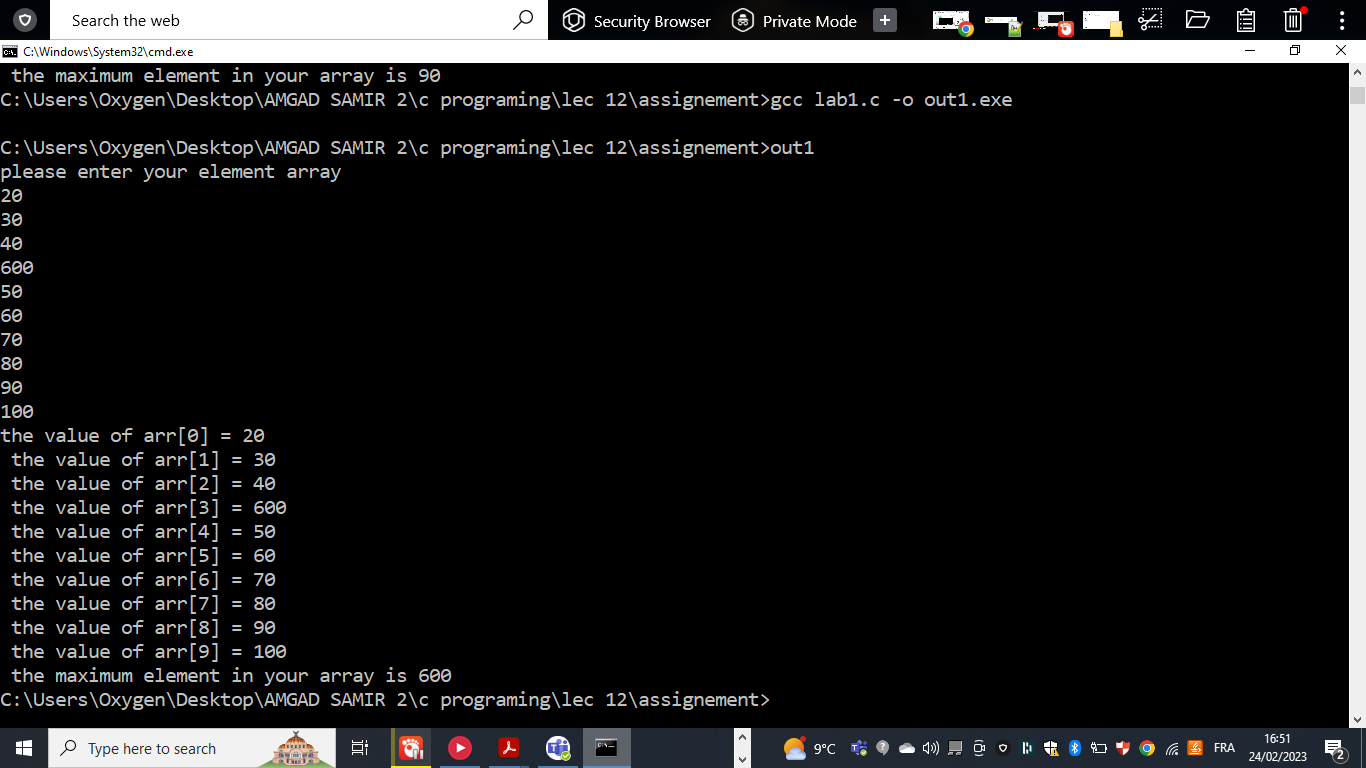 Search the web
Security Browser
Private Mode
C:\Windows\System32\cmd.exe
the maximum element in your array is 90
C:\Users\Oxygen\Desktop\AMGAD SAMIR 2\c programing\lec 12\assignement>gcc lab1.c -o out1.exe
C:\Users\Oxygen\Desktop\AMGAD SAMIR 2\c programing\lec 12\assignement>out1
please enter your element array
20
30
40
600
50
60
70
80
90
100
the value of arr[0] = 20
the value of arr[1] = 30
the value of arr[2] = 40
the value of arr[3] = 600
the value of arr[4] = 50
the value of arr[5] = 60
the value of arr[6] = 70
the value of arr[7] = 80
the value of arr[8] = 90
the value of arr[9] = 100
the maximum element in your array is 600
C:\Users\Oxygen\Desktop\AMGAD SAMIR 2\c programing\lec 12\assignement>
Type here to search
9°C
FRA
16:51
24/02/2023
2